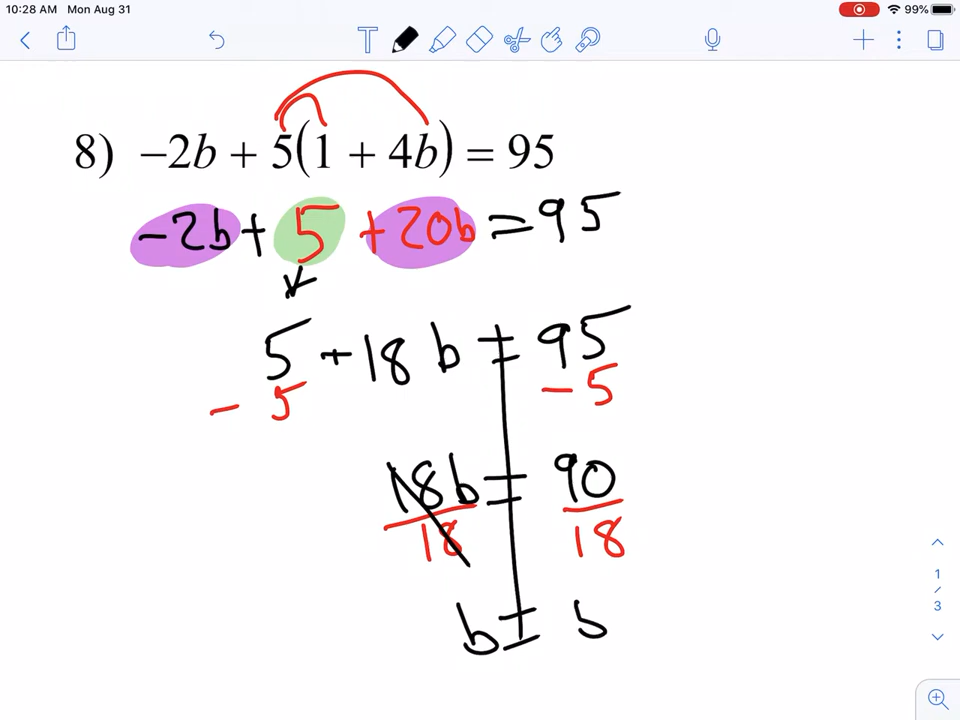 10:28 AM Mon Aug 31 99%
T
8) −2b + 5(1 + 4b) = 95
−2b + 5 +20b = 95
5 + 18b = 95
− 5 − 5
18b = 90
18 18
b = b
1
/
3